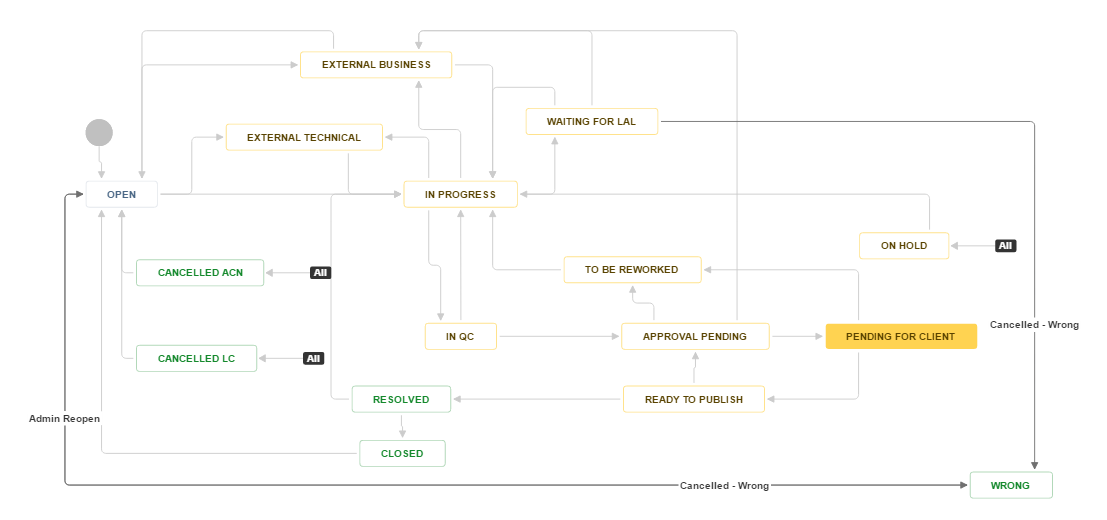 EXTERNAL BUSINESS
WAITING FOR LAL
EXTERNAL TECHNICAL
OPEN
IN PROGRESS
ON HOLD
All
CANCELLED ACN
All
TO BE REWORKED
Cancelled - Wrong
IN QC
APPROVAL PENDING
PENDING FOR CLIENT
CANCELLED LC
All
RESOLVED
READY TO PUBLISH
Admin Reopen
CLOSED
Cancelled - Wrong
WRONG